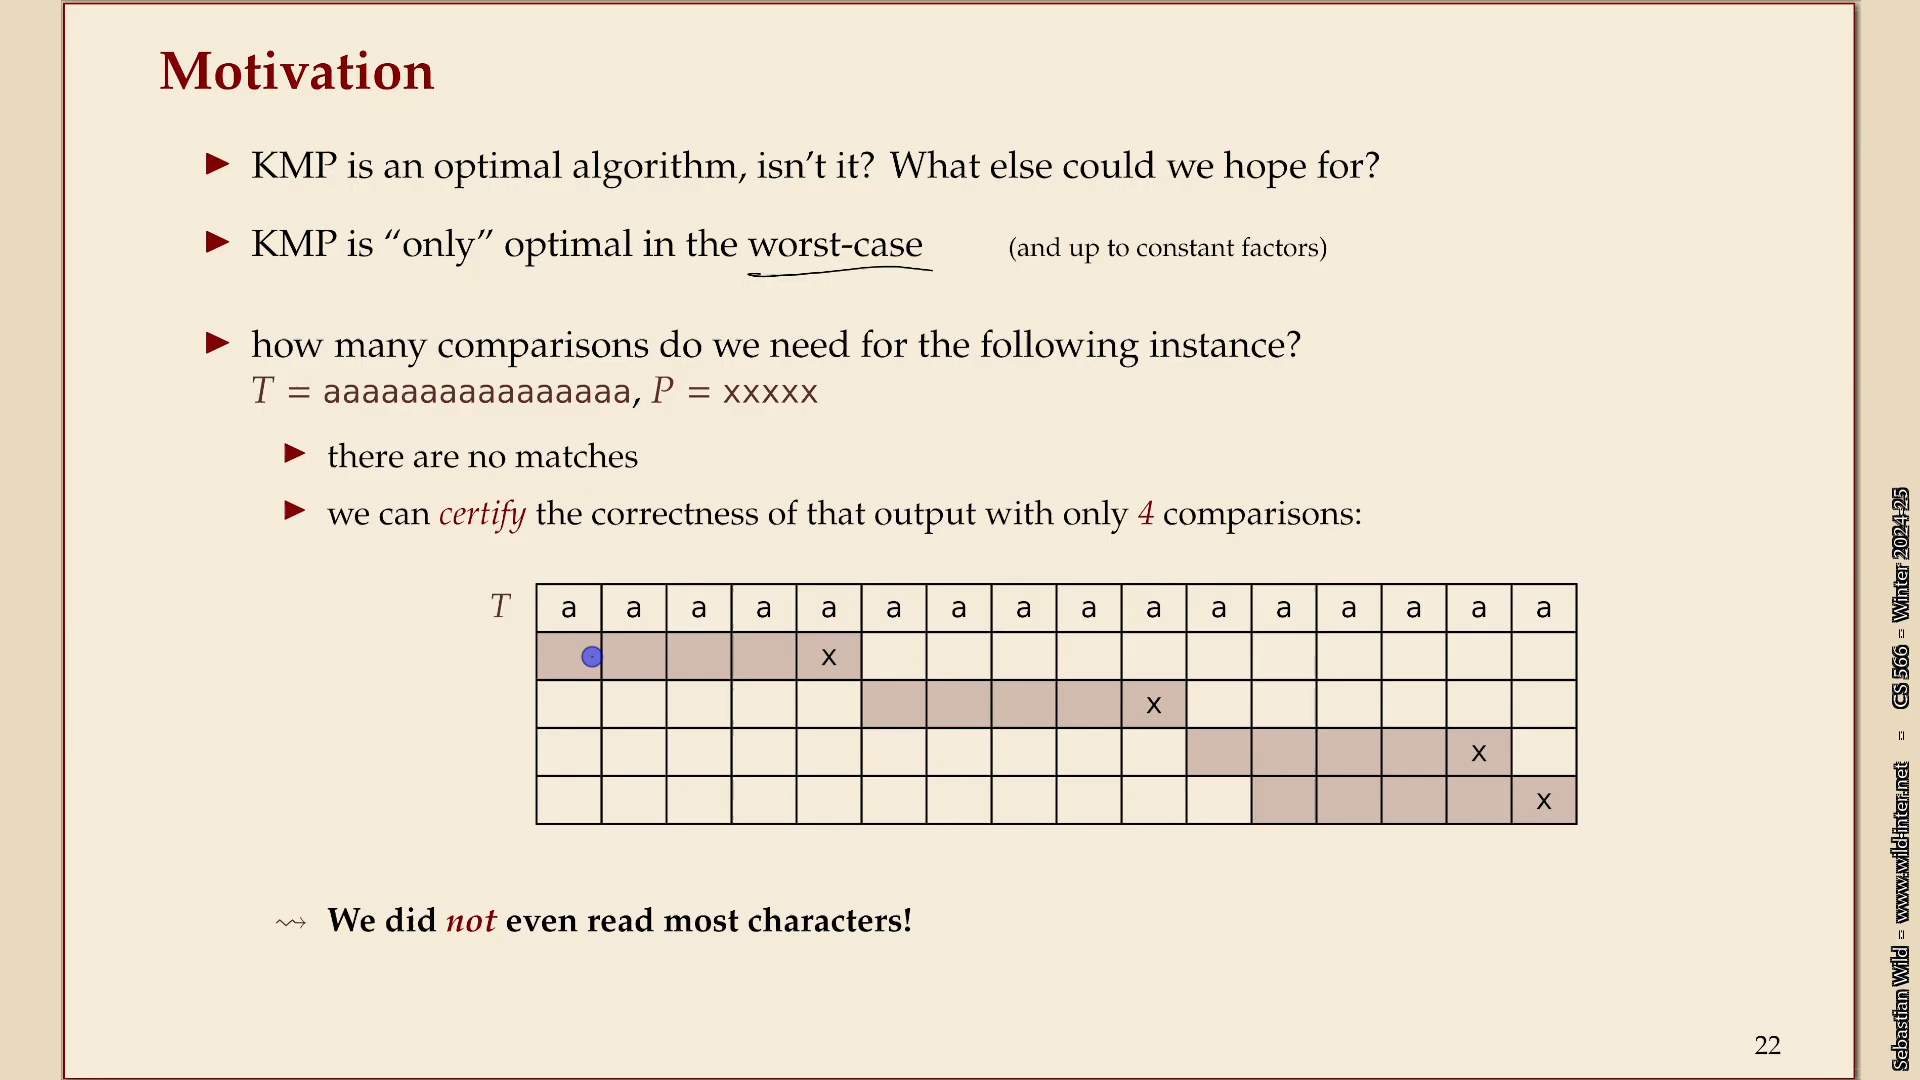 Motivation
▶ KMP is an optimal algorithm, isn’t it? What else could we hope for?
▶ KMP is “only” optimal in the worst-case (and up to constant factors)
▶ how many comparisons do we need for the following instance?
T = aaaaaaaaaaaaaaaa, P = xxxxx
▶ there are no matches
▶ we can certify the correctness of that output with only 4 comparisons:
T a a a a a a a a a a a a a a a a
x
x
x
x
⇝ We did not even read most characters!
22
Sebastian Wild = www.wild-inter.net = CS 566 = Winter 2024-25